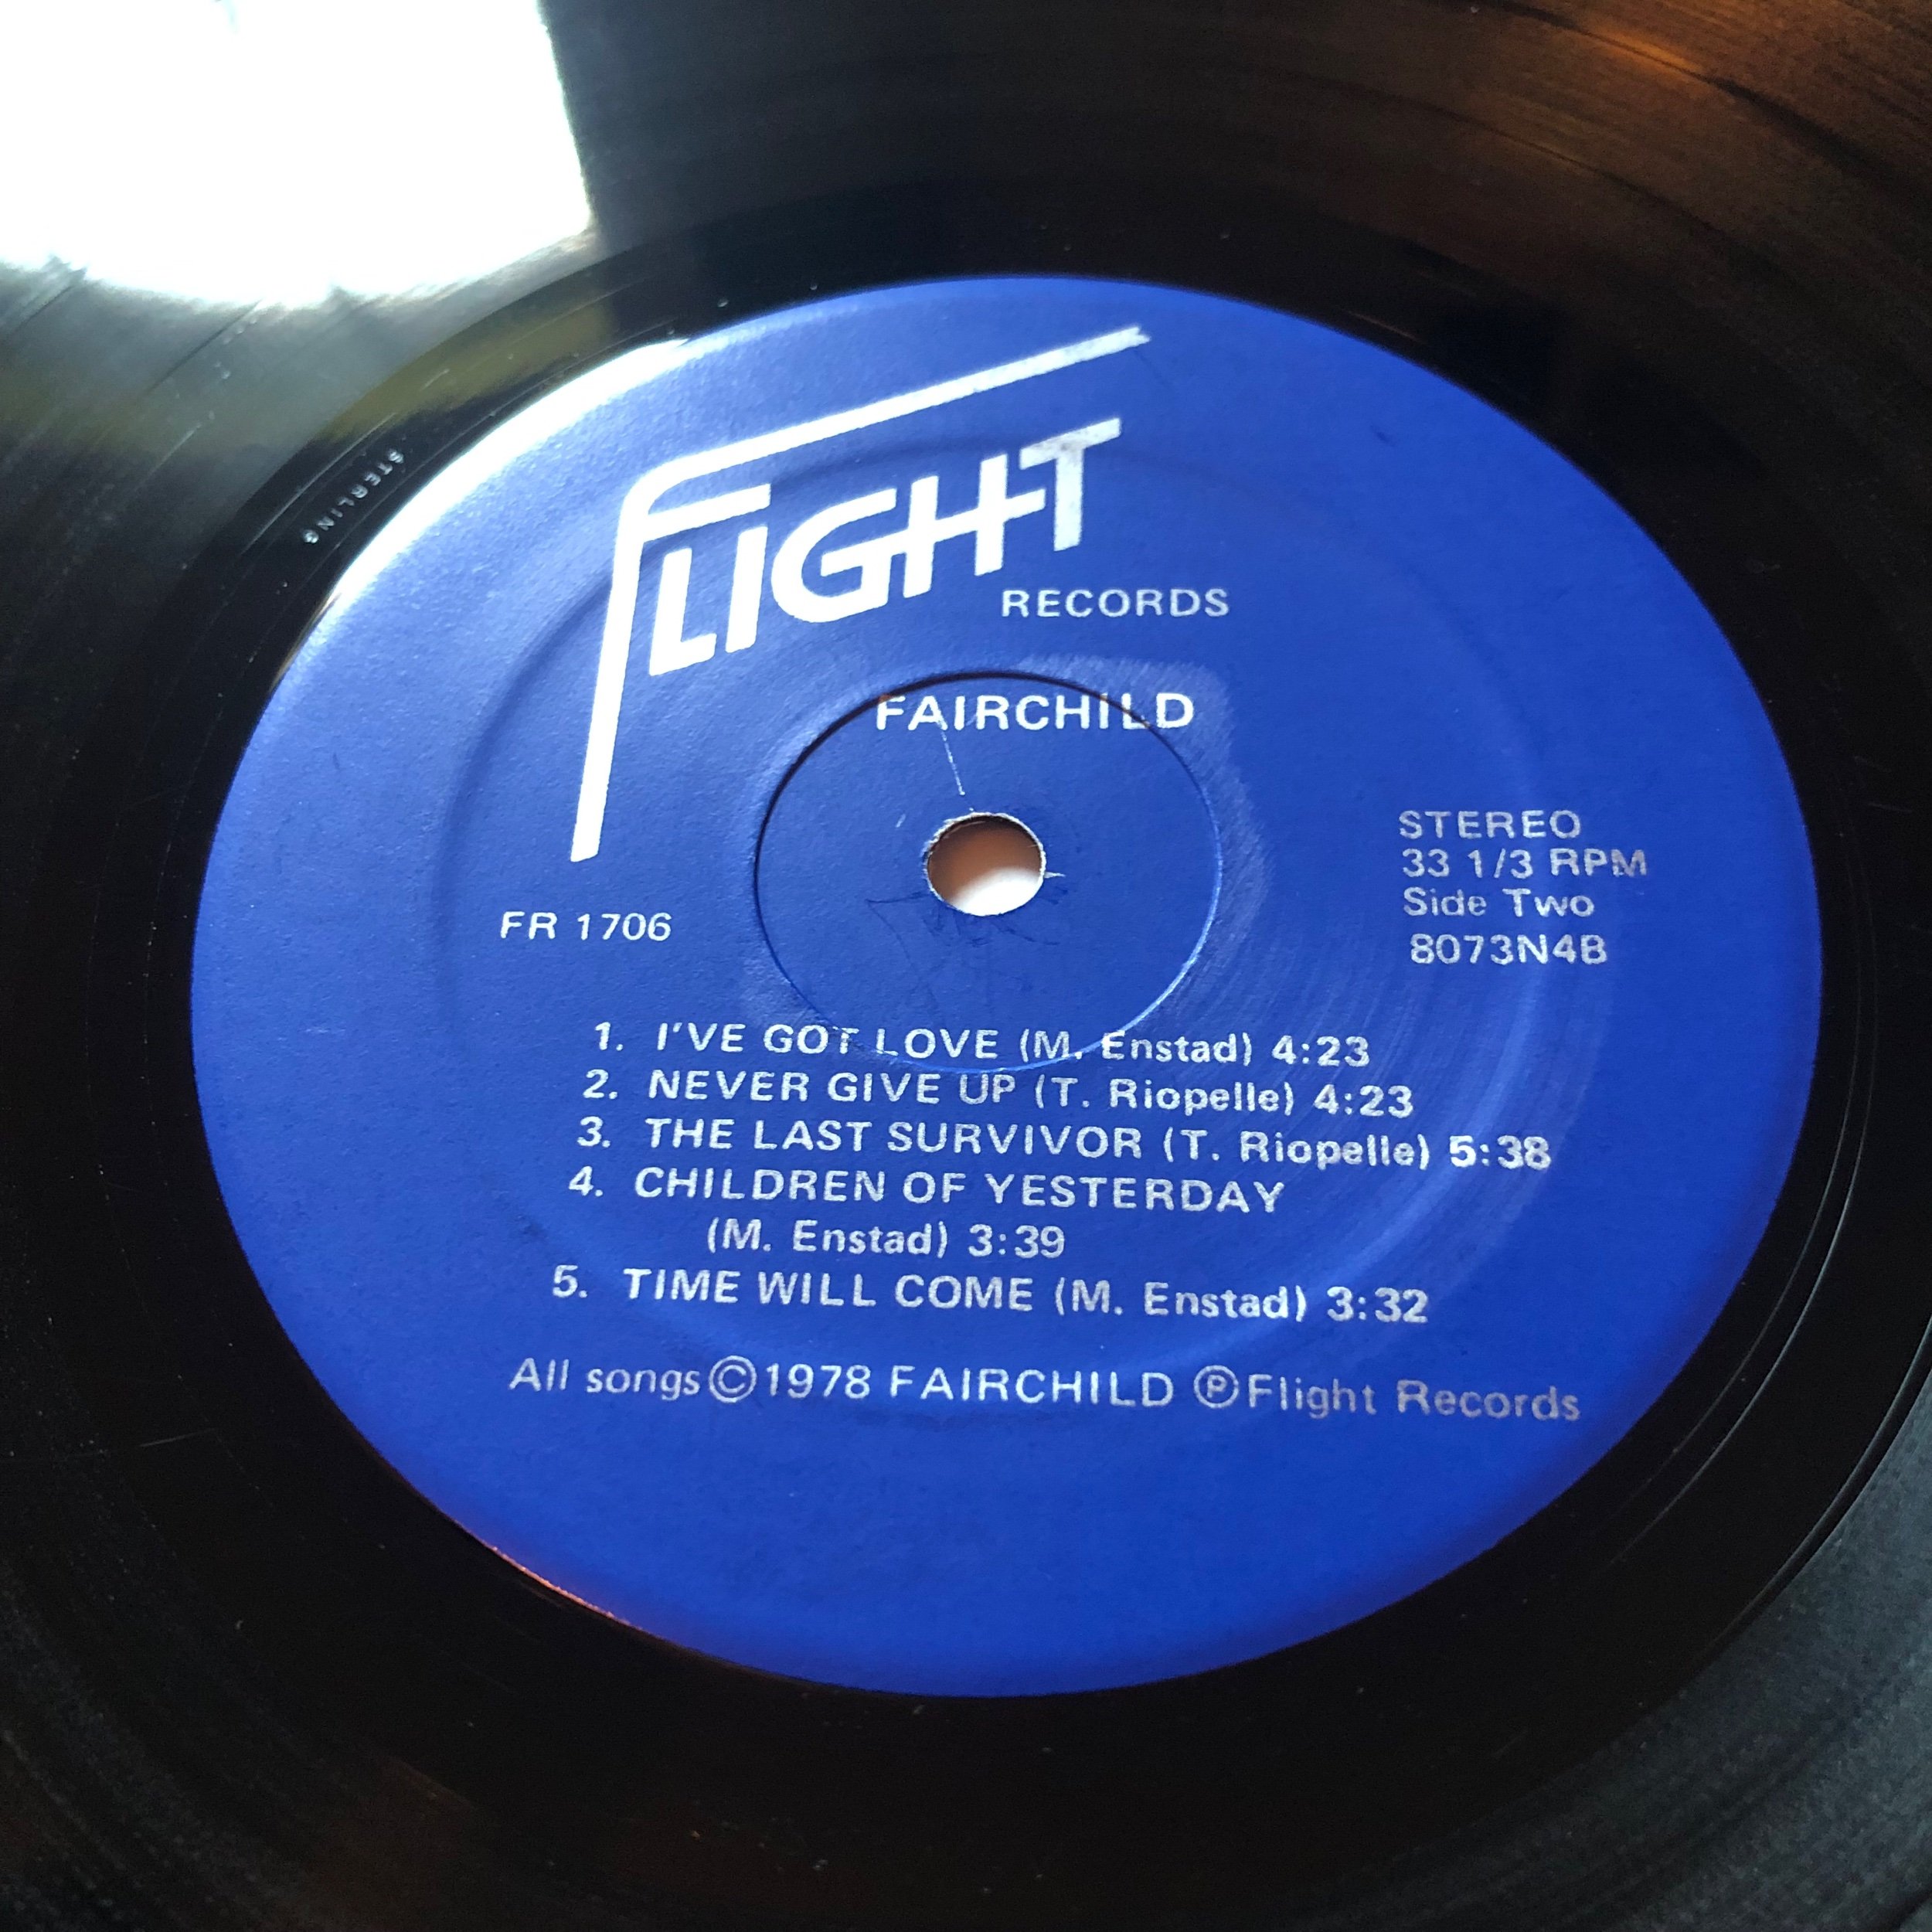 FLIGHT
RECORDS
FAIRCHILD
STEREO
33 1/3 RPM
Side Two
8073N4B
FR 1706
1. I'VE GOT LOVE (M. Enstad) 4:23
2. NEVER GIVE UP (T. Riopelle) 4:23
3. THE LAST SURVIVOR (T. Riopelle) 5:38
4. CHILDREN OF YESTERDAY
(M. Enstad) 3:39
5. TIME WILL COME (M. Enstad) 3:32
All songs ©1978 FAIRCHILD ℗Flight Records
STERLING